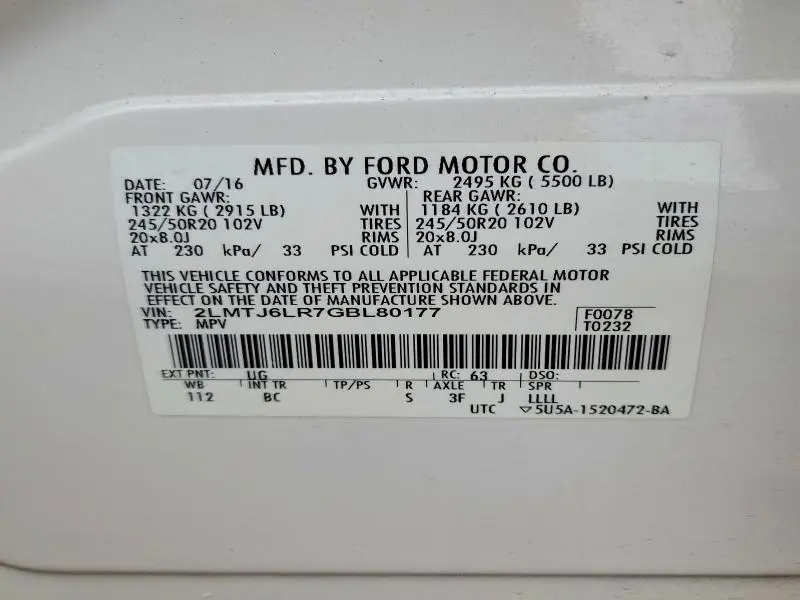 MFD. BY FORD MOTOR CO.
DATE: 07/16 GVWR: 2495 KG ( 5500 LB)
FRONT GAWR: REAR GAWR:
1322 KG ( 2915 LB) WITH 1184 KG ( 2610 LB) WITH
245/50R20 102V TIRES 245/50R20 102V TIRES
20x8.0J RIMS 20x8.0J RIMS
AT 230 kPa/ 33 PSI COLD AT 230 kPa/ 33 PSI COLD
THIS VEHICLE CONFORMS TO ALL APPLICABLE FEDERAL MOTOR
VEHICLE SAFETY AND THEFT PREVENTION STANDARDS IN
EFFECT ON THE DATE OF MANUFACTURE SHOWN ABOVE.
VIN: 2LMTJ6LR7GBL80177 F0078
TYPE: MPV T0232
EXT PNT: UG RC: 63 DSO:
WB INT TR TP/PS R AXLE TR SPR
112 BC S 3F J LLLL
UTC ▽5U5A-1520472-BA